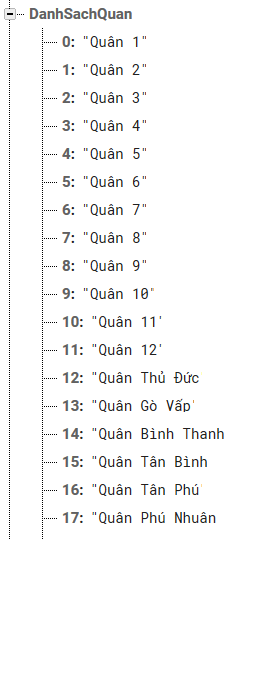 DanhSachQuan
0: "Quân 1"
1: "Quân 2"
2: "Quân 3"
3: "Quân 4"
4: "Quân 5"
5: "Quân 6"
6: "Quân 7"
7: "Quân 8"
8: "Quân 9"
9: "Quân 10"
10: "Quân 11'
11: "Quân 12'
12: "Quân Thủ Đức
13: "Quân Gò Vấp'
14: "Quân Bình Thanh
15: "Quân Tân Bình
16: "Quân Tân Phú
17: "Quân Phú Nhuân